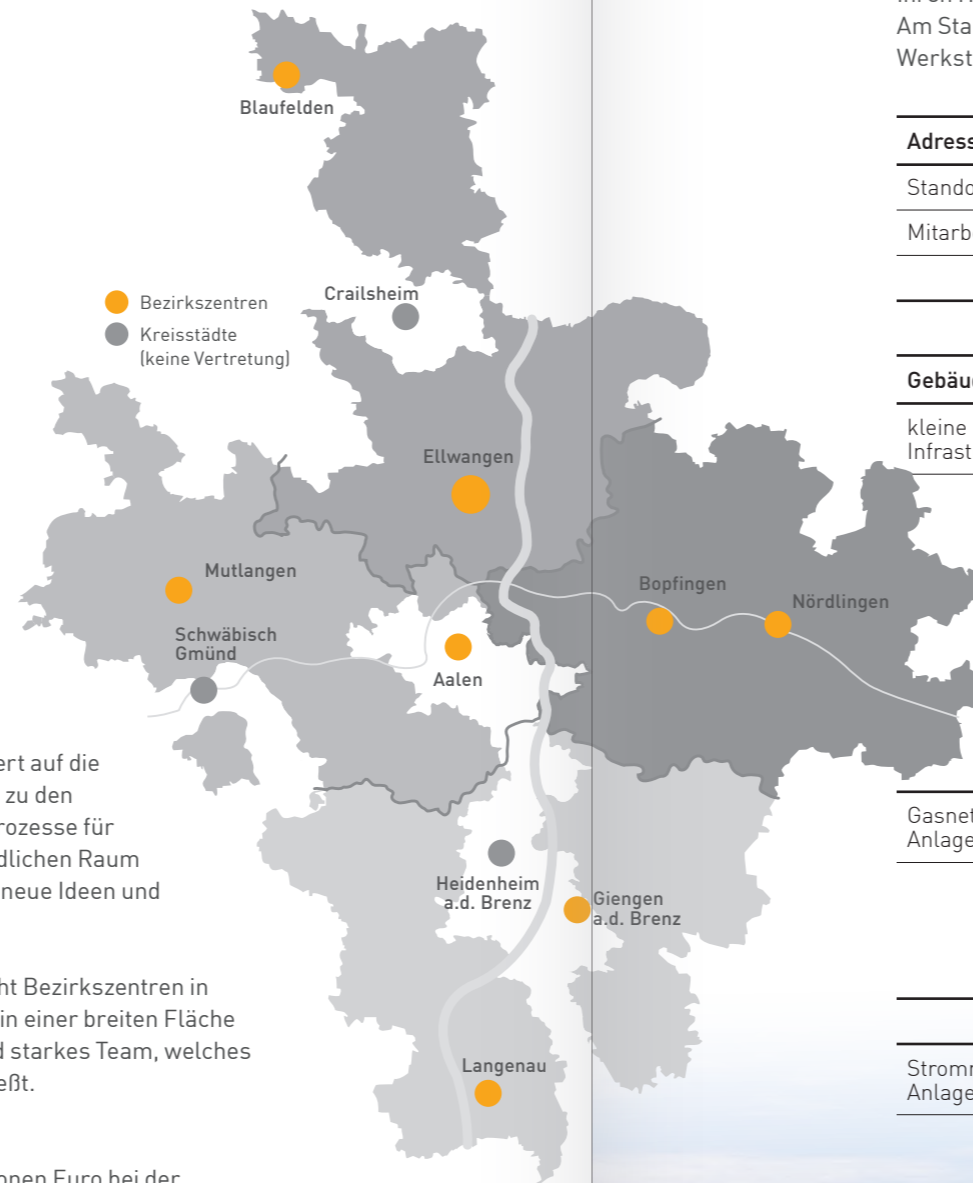 Blaufelden
Bezirkszentren
Kreisstädte
(keine Vertretung)
Crailsheim
Ellwangen
Mutlangen
Schwäbisch
Gmünd
Aalen
Bopfingen
Nördlingen
Heidenheim
a.d. Brenz
Giengen
a.d. Brenz
Langenau
ert auf die
zu den
rozesse für
dlichen Raum
neue Ideen und
ht Bezirkszentren in
in einer breiten Fläche
d starkes Team, welches
eßt.
onen Euro bei der
Am Sta
Werkst
Adress
Stando
Mitarb
Gebäu
kleine
Infrast
Gasnet
Anlage
Stromn
Anlage